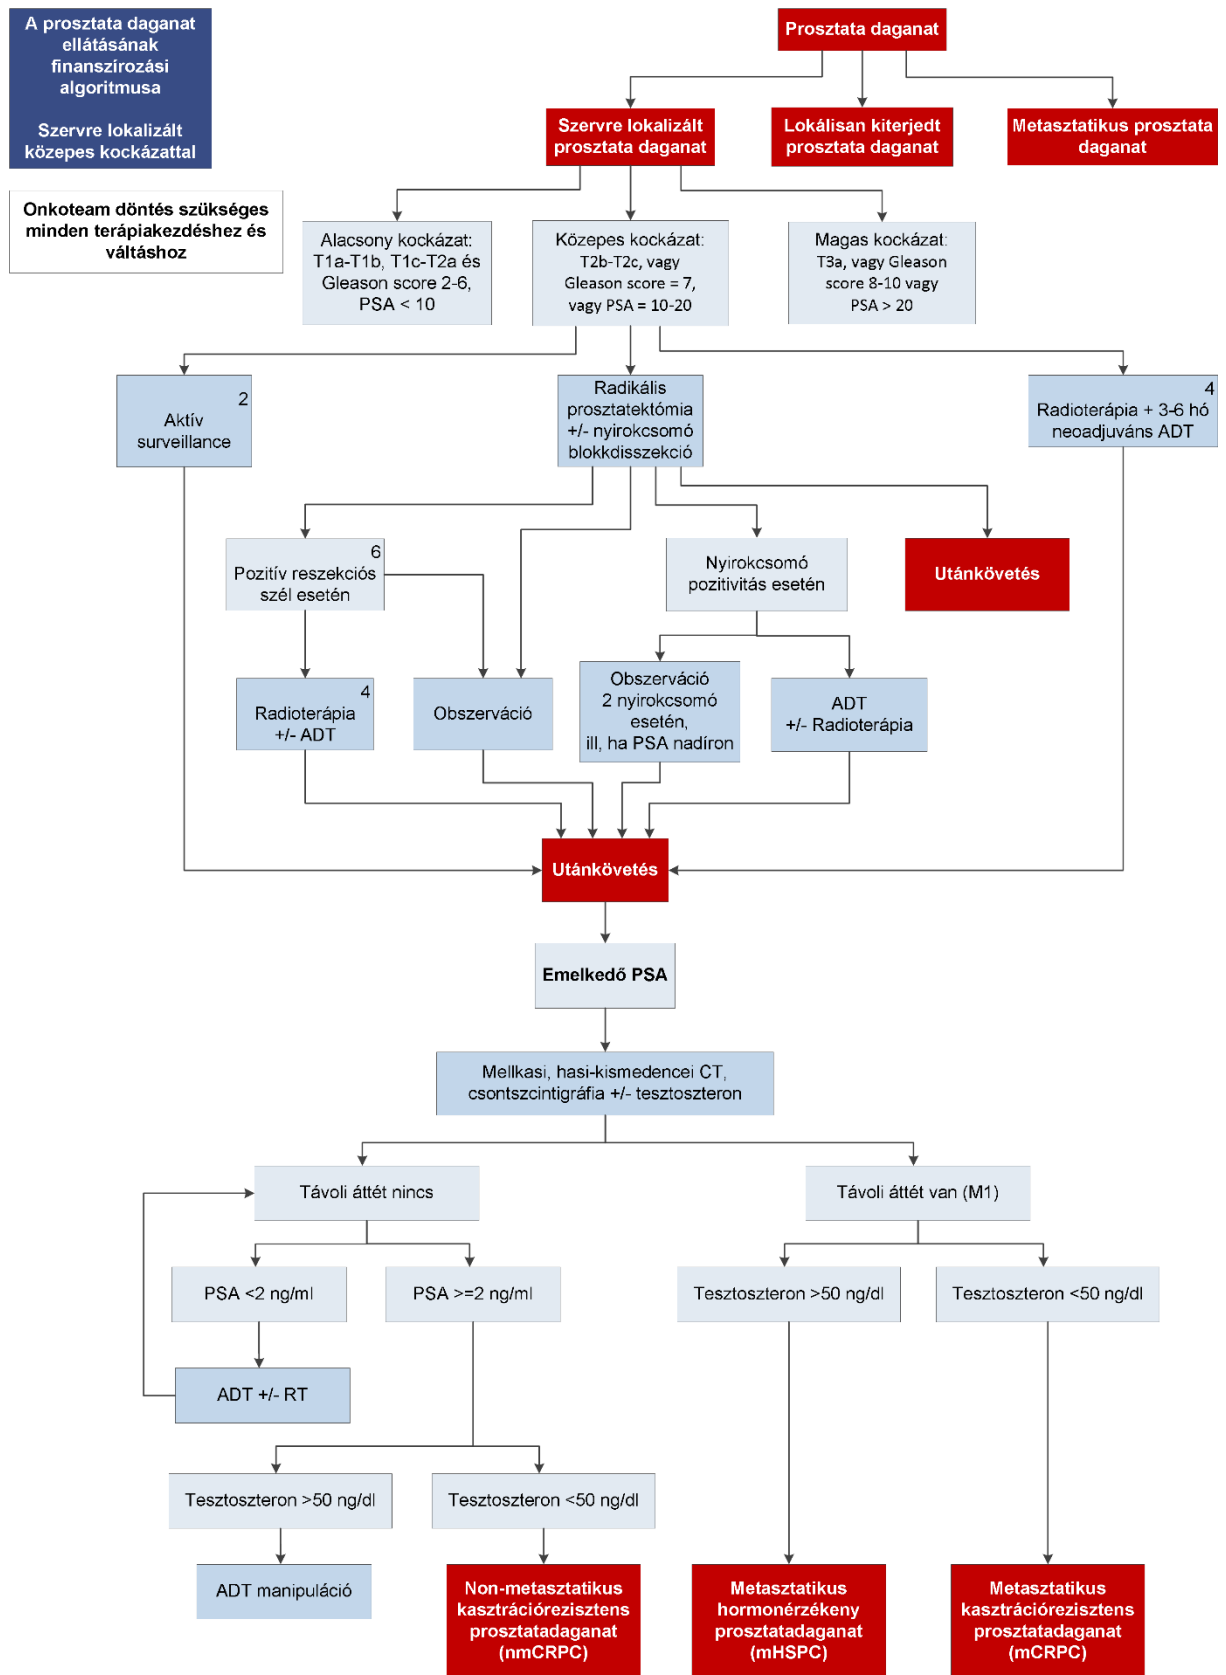 A prosztata daganat
ellátásának
finanszírozási
algoritmusa
Szervre lokalizált
közepes kockázattal
Onkoteam döntés szükséges
minden terápiakezdéshez és
váltáshoz
Prosztata daganat
Szervre lokalizált
prosztata daganat
Lokálisan kiterjedt
prosztata daganat
Metasztatikus prosztata
daganat
Alacsony kockázat:
T1a-T1b, T1c-T2a és
Gleason score 2-6,
PSA < 10
Közepes kockázat:
T2b-T2c, vagy
Gleason score = 7,
vagy PSA = 10-20
Magas kockázat:
T3a, vagy Gleason
score 8-10 vagy
PSA > 20
2
Aktív
surveillance
Radikális
prosztatektómia
+/- nyirokcsomó
blokkdisszekció
4
Radioterápia + 3-6 hó
neoadjuváns ADT
6
Pozitív reszekciós
szél esetén
Nyirokcsomó
pozitivitás esetén
Utánkövetés
4
Radioterápia
+/- ADT
Obszerváció
Obszerváció
2 nyirokcsomó
esetén,
ill, ha PSA nadíron
ADT
+/- Radioterápia
Utánkövetés
Emelkedő PSA
Mellkasi, hasi-kismedencei CT,
csontszcintigráfia +/- tesztoszteron
Távoli áttét nincs
Távoli áttét van (M1)
PSA <2 ng/ml
PSA >=2 ng/ml
Tesztoszteron >50 ng/dl
Tesztoszteron <50 ng/dl
ADT +/- RT
Tesztoszteron >50 ng/dl
Tesztoszteron <50 ng/dl
ADT manipuláció
Non-metasztatikus
kasztrációrezisztens
prosztatadaganat
(nmCRPC)
Metasztatikus
hormonérzékeny
prosztatadaganat
(mHSPC)
Metasztatikus
kasztrációrezisztens
prosztatadaganat
(mCRPC)